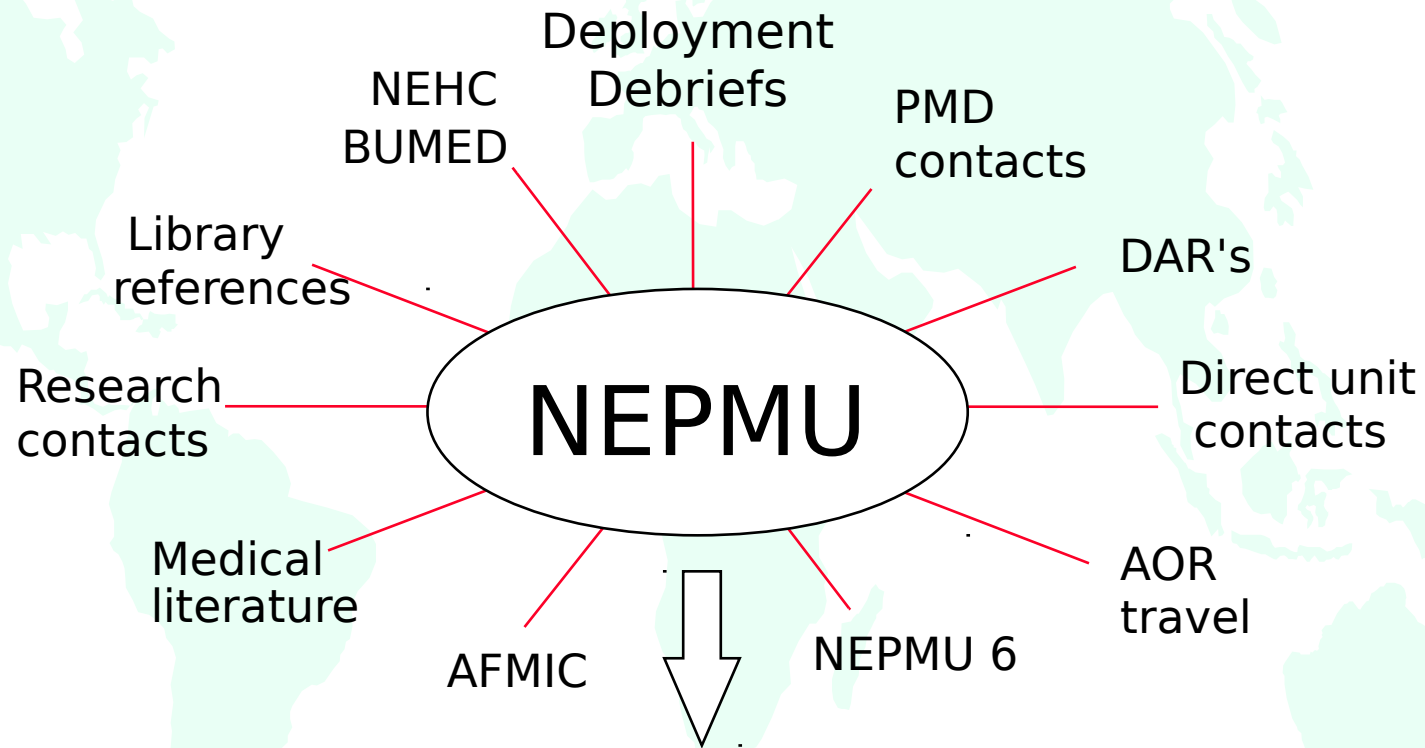 Deployment
Debriefs
NEHC
BUMED
PMD
contacts
Library
references
DAR's
Research
contacts
NEPMU
Direct unit
contacts
Medical
literature
AOR
travel
AFMIC
NEPMU 6